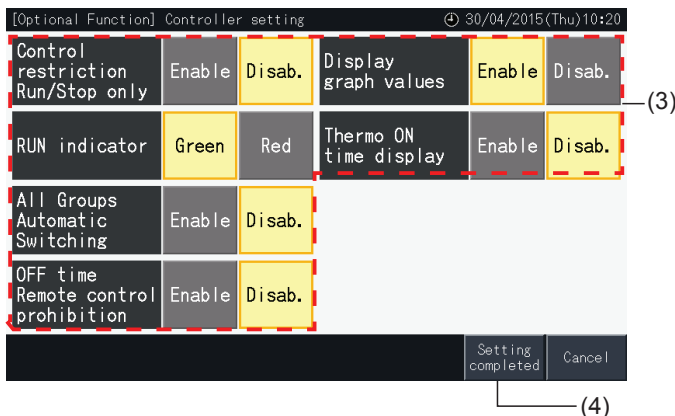 [Optional Function] Controller setting 30/04/2015(Thu)10:20
Control
restriction
Run/Stop only
Enable
Disab.
Display
graph values
Enable
Disab.
(3)
RUN indicator
Green
Red
Thermo ON
time display
Enable
Disab.
All Groups
Automatic
Switching
Enable
Disab.
OFF time
Remote control
prohibition
Enable
Disab.
Setting
completed
Cancel
(4)